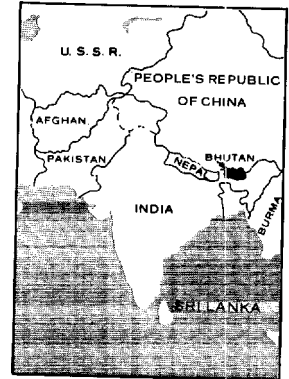 U. S. S. R.
PEOPLE'S REPUBLIC
OF CHINA
AFGHAN.
PAKISTAN
NEPAL
BHUTAN
INDIA
BURMA
SRI LANKA